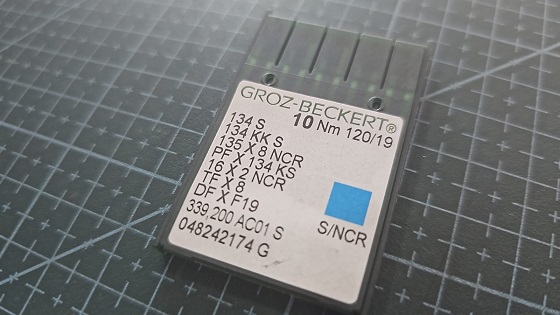 GROZ-BECKERT®
10 Nm 120/19
134 S
134 KK S
135 X 8 NCR
PF X 134 KS
16 X 2 NCR
TF X 8
DF X F19
339,200 AC01 S
048242174 G
S/NCR